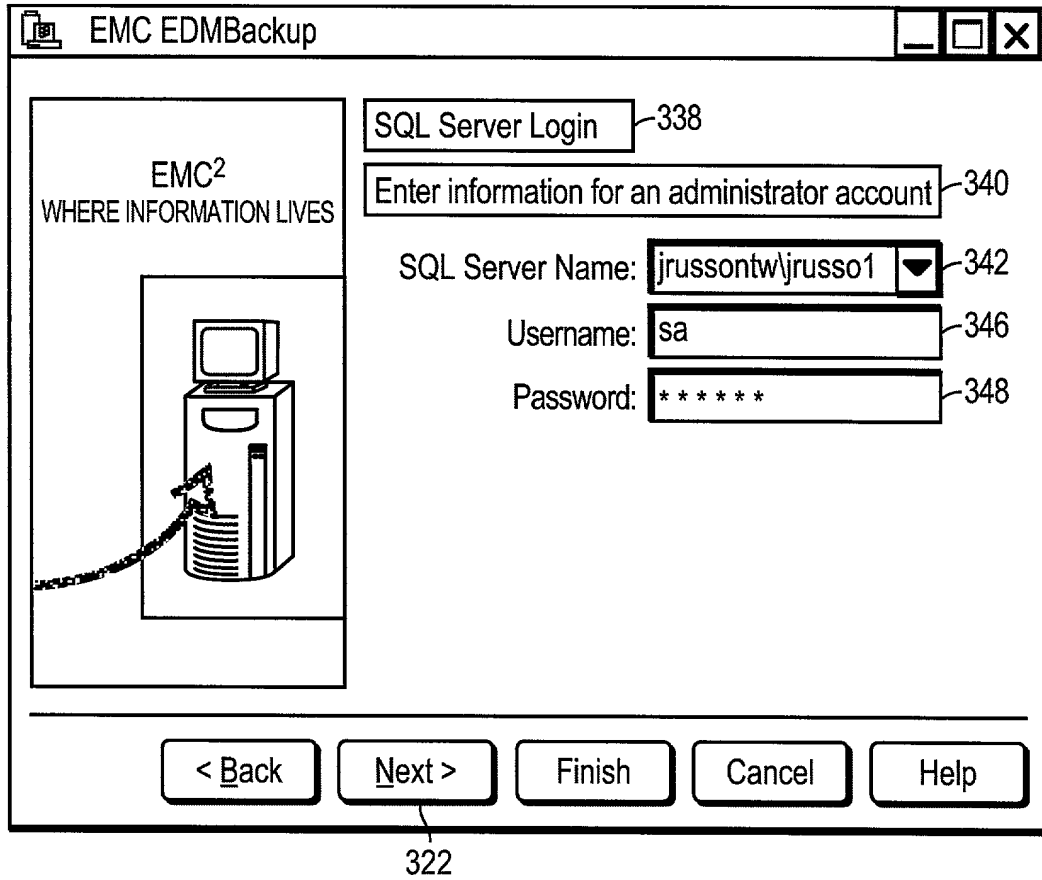 EMC EDMBackup
EMC2
WHERE INFORMATION LIVES
SQL Server Login 338
Enter information for an administrator account 340
SQL Server Name: jrussontw\jrusso1 342
Username: sa 346
Password: * * * * * * 348
< Back Next > Finish Cancel Help
322